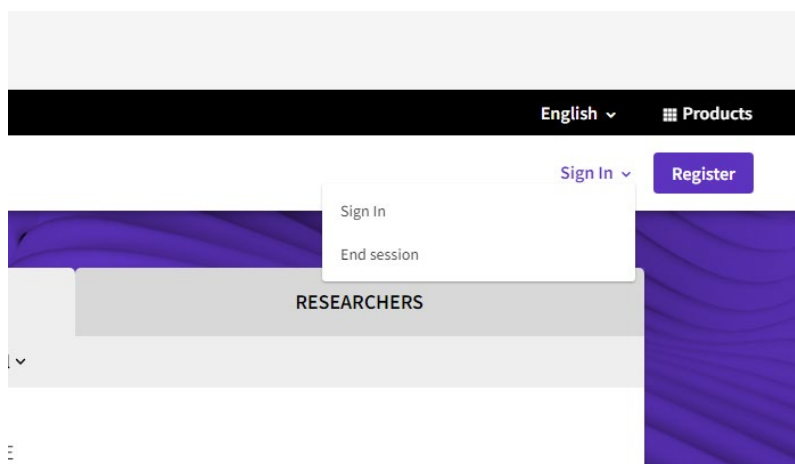 English
Products
Sign In
Register
Sign In
End session
RESEARCHERS